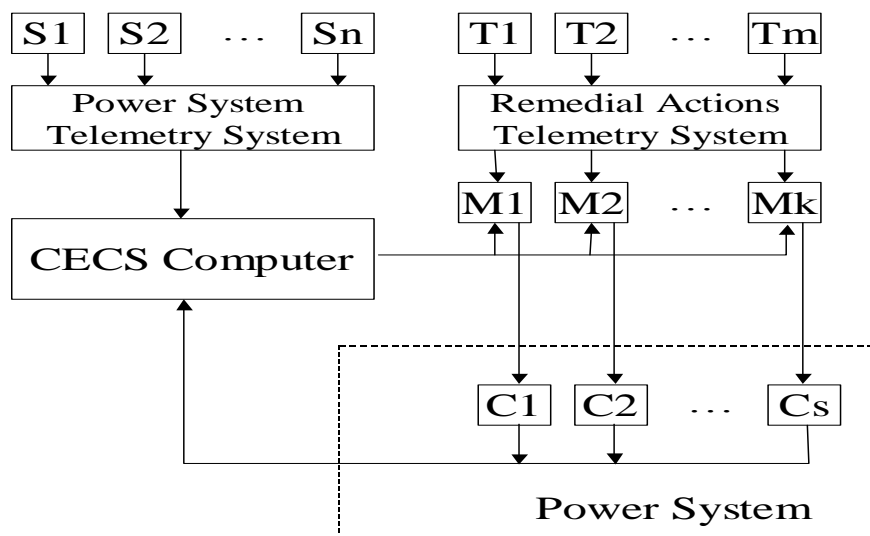 S1 S2 ... Sn
T1 T2 ... Tm
Power System
Telemetry System
Remedial Actions
Telemetry System
M1 M2 ... Mk
CECS Computer
C1 C2 ... Cs
Power System